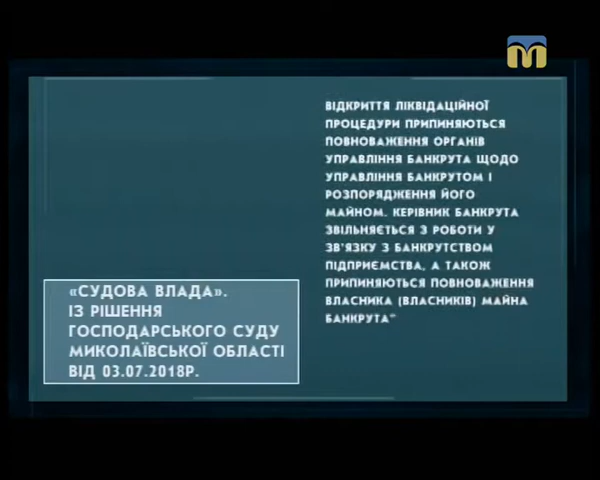 ВІДКРИТТЯ ЛІКВІДАЦІЙНОЇ
ПРОЦЕДУРИ ПРИПИНЯЮТЬСЯ
ПОВНОВАЖЕННЯ ОРГАНІВ
УПРАВЛІННЯ БАНКРУТА ЩОДО
УПРАВЛІННЯ БАНКРУТОМ І
РОЗПОРЯДЖЕННЯ ЙОГО
МАЙНОМ. КЕРІВНИК БАНКРУТА
ЗВІЛЬНЯЄТЬСЯ З РОБОТИ У
ЗВ'ЯЗКУ З БАНКРУТСТВОМ
ПІДПРИЄМСТВА, А ТАКОЖ
ПРИПИНЯЮТЬСЯ ПОВНОВАЖЕННЯ
ВЛАСНИКА (ВЛАСНИКІВ) МАЙНА
БАНКРУТА"
«СУДОВА ВЛАДА».
ІЗ РІШЕННЯ
ГОСПОДАРСЬКОГО СУДУ
МИКОЛАЇВСЬКОЇ ОБЛАСТІ
ВІД 03.07.2018Р.